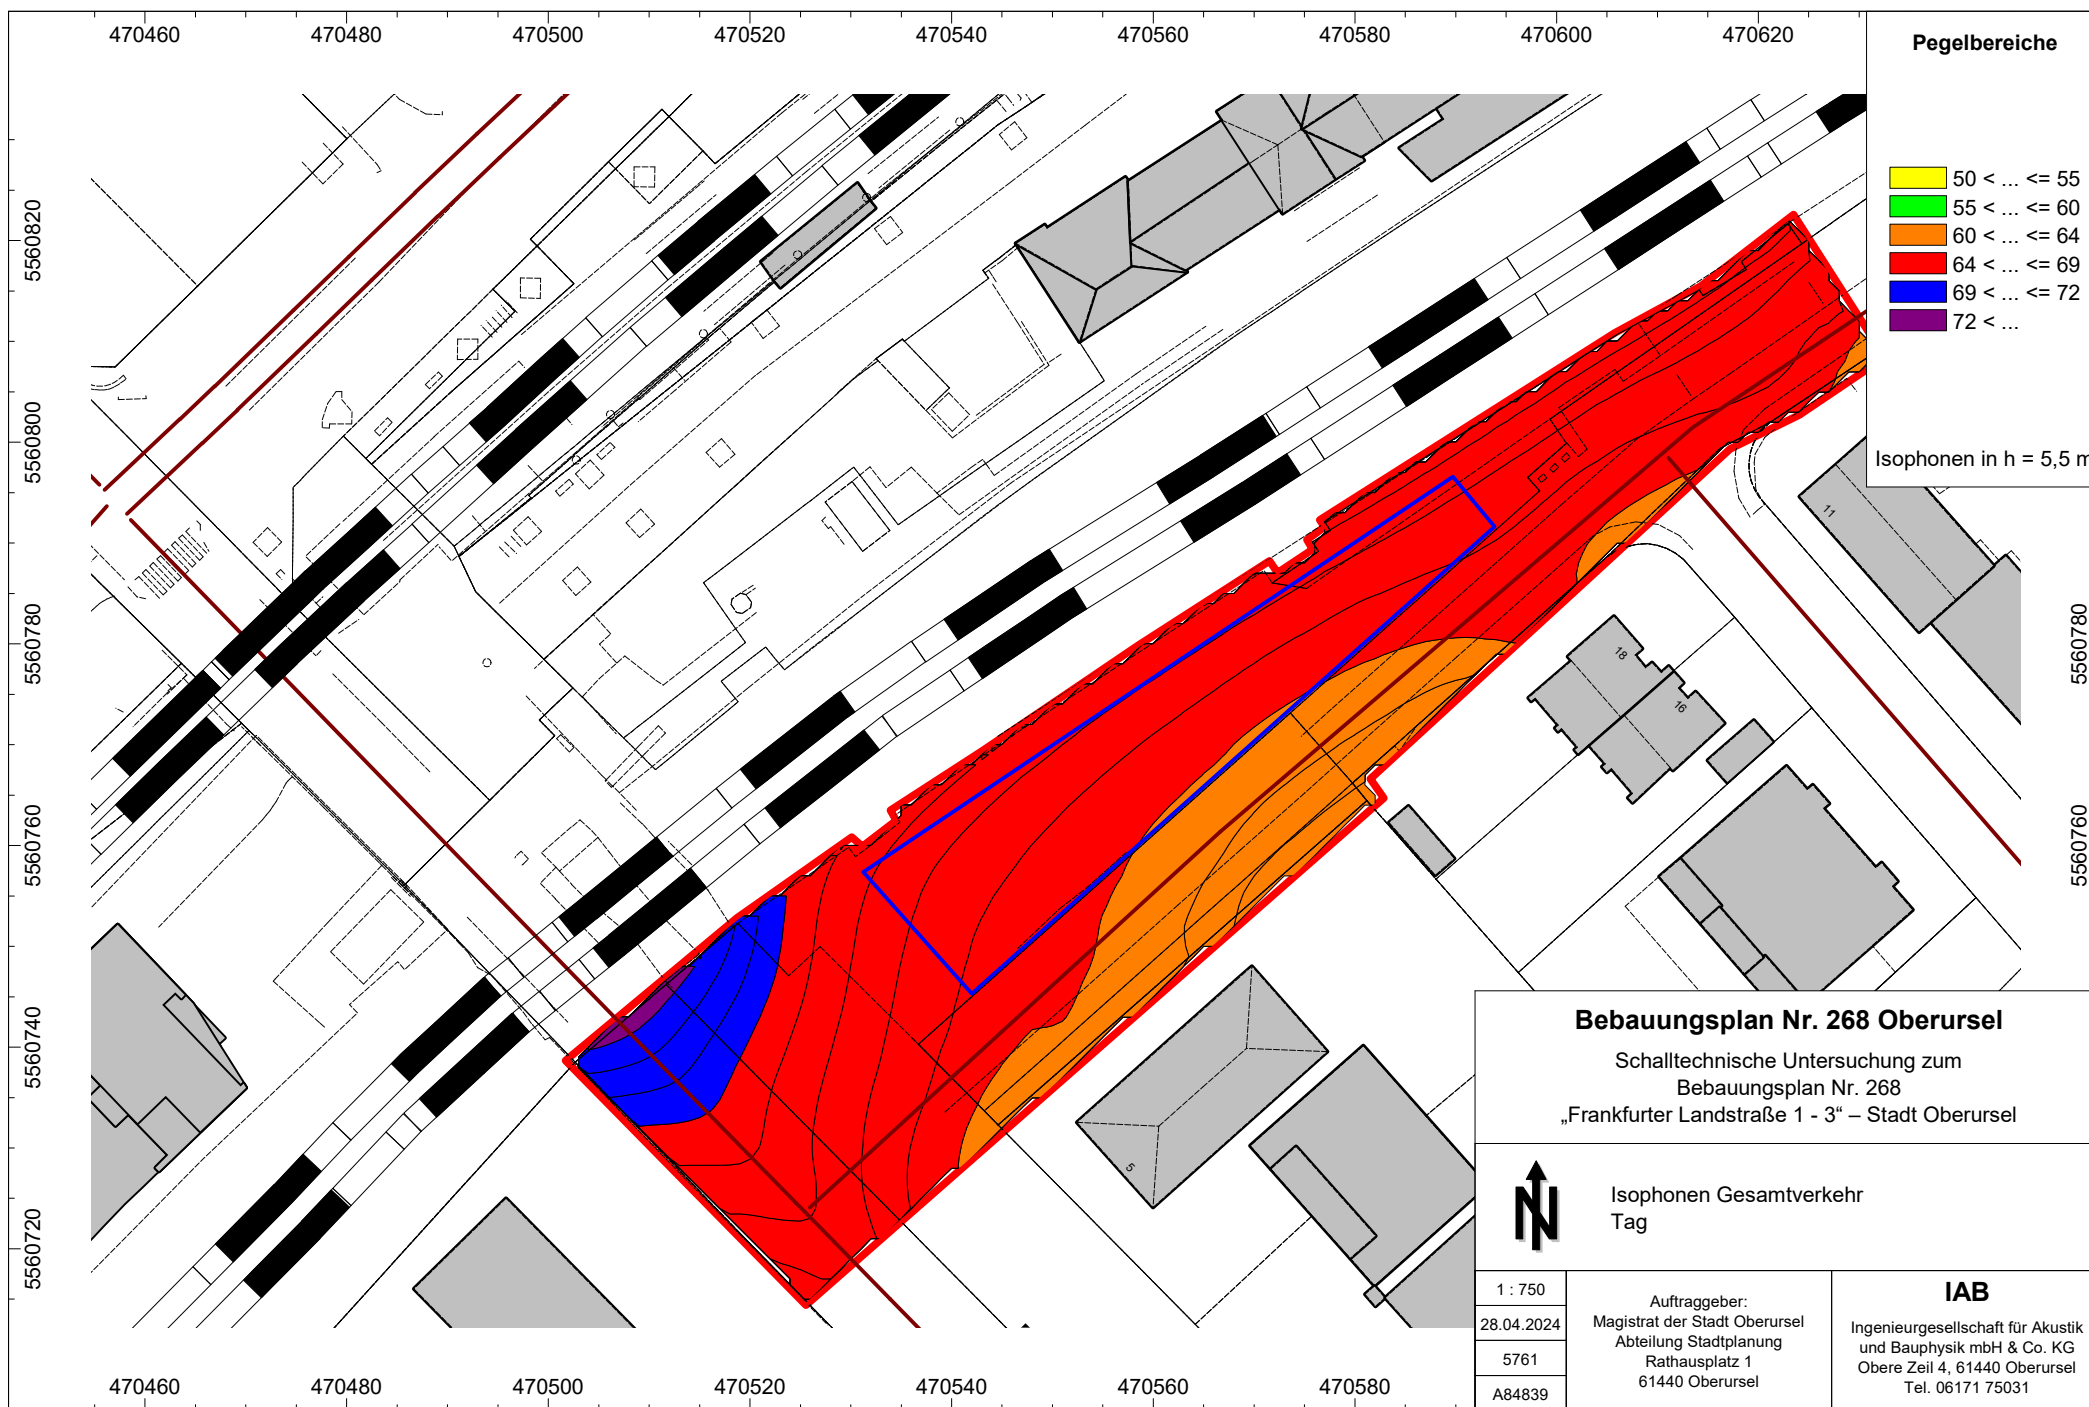 470460 470480 470500 470520 470540 470560 470580 470600 470620
Pegelbereiche
50 < ... <= 55
55 < ... <= 60
60 < ... <= 64
64 < ... <= 69
69 < ... <= 72
72 < ...
Isophonen in h = 5,5 m
5560820
5560800
5560780
5560760
5560740
5560720
5560780
5560760
11
18
16
5
Bebauungsplan Nr. 268 Oberursel
Schalltechnische Untersuchung zum
Bebauungsplan Nr. 268
„Frankfurter Landstraße 1 - 3“ – Stadt Oberursel
N
Isophonen Gesamtverkehr
Tag
1 : 750
28.04.2024
5761
A84839
Auftraggeber:
Magistrat der Stadt Oberursel
Abteilung Stadtplanung
Rathausplatz 1
61440 Oberursel
IAB
Ingenieurgesellschaft für Akustik
und Bauphysik mbH & Co. KG
Obere Zeil 4, 61440 Oberursel
Tel. 06171 75031
470460 470480 470500 470520 470540 470560 470580